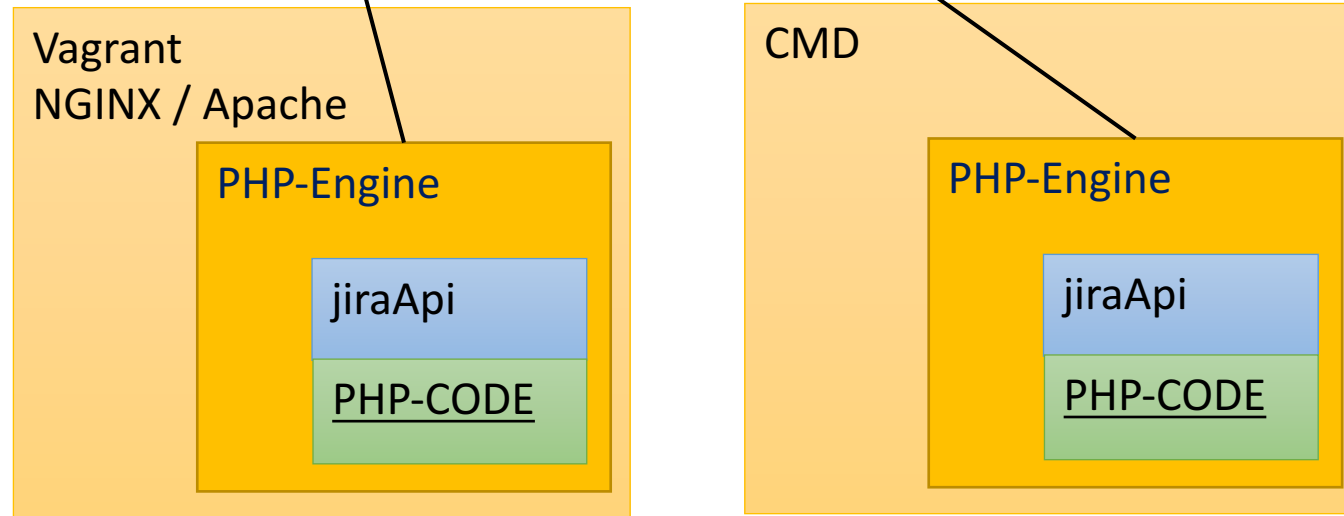 Vagrant
NGINX / Apache
PHP-Engine
jiraApi
PHP-CODE
CMD
PHP-Engine
jiraApi
PHP-CODE